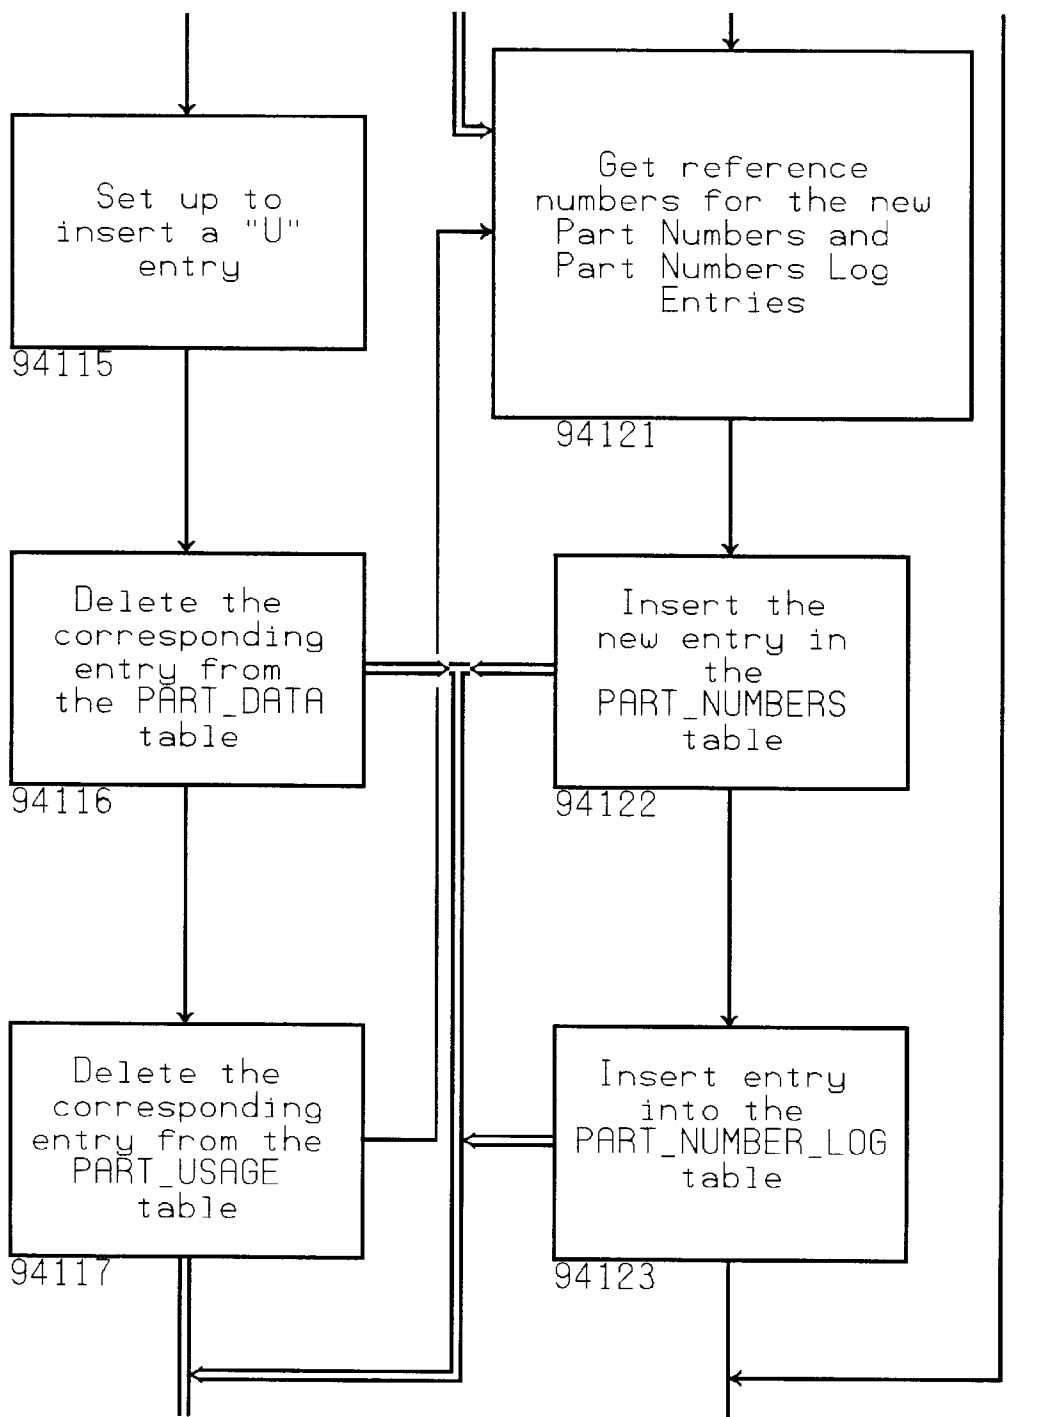 Set up to
insert a "U"
entry
94115
Get reference
numbers for the new
Part Numbers and
Part Numbers Log
Entries
94121
Delete the
corresponding
entry from
the PART_DATA
table
94116
Insert the
new entry in
the
PART_NUMBERS
table
94122
Delete the
corresponding
entry from the
PART_USAGE
table
94117
Insert entry
into the
PART_NUMBER_LOG
table
94123